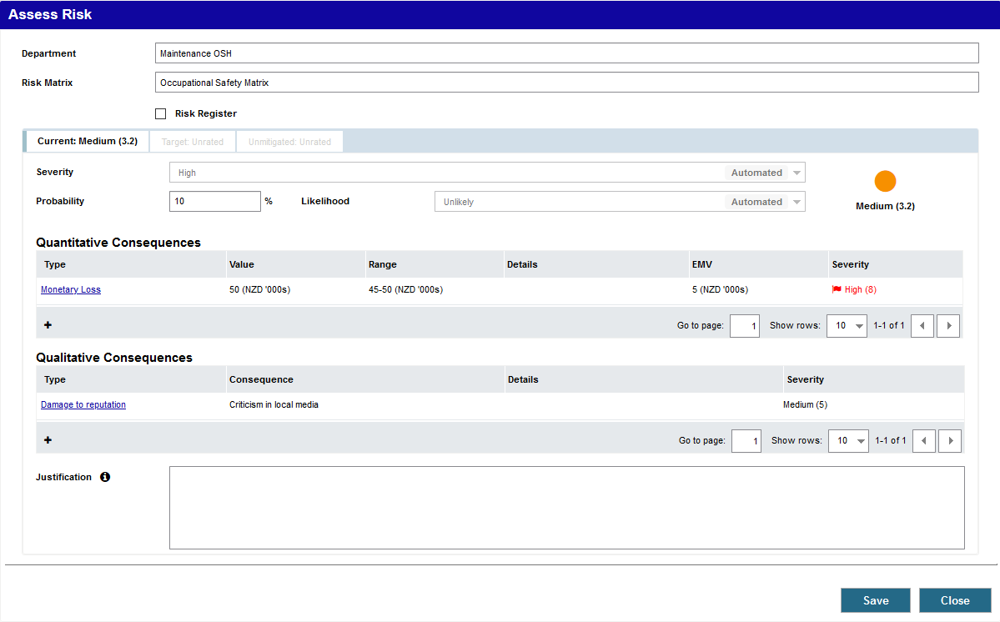 Assess Risk
Department Maintenance OSH
Risk Matrix Occupational Safety Matrix
Risk Register
Current: Medium (3.2) Target: Unrated Unmitigated: Unrated
Severity High Automated
Probability 10 % Likelihood Unlikely Automated
Medium (3.2)
Quantitative Consequences
Type Value Range Details EMV Severity
Monetary Loss 50 (NZD '000s) 45-50 (NZD '000s) 5 (NZD '000s) High (8)
+ Go to page: 1 Show rows: 10 1-1 of 1
Qualitative Consequences
Type Consequence Details Severity
Damage to reputation Criticism in local media Medium (5)
+ Go to page: 1 Show rows: 10 1-1 of 1
Justification
Save Close